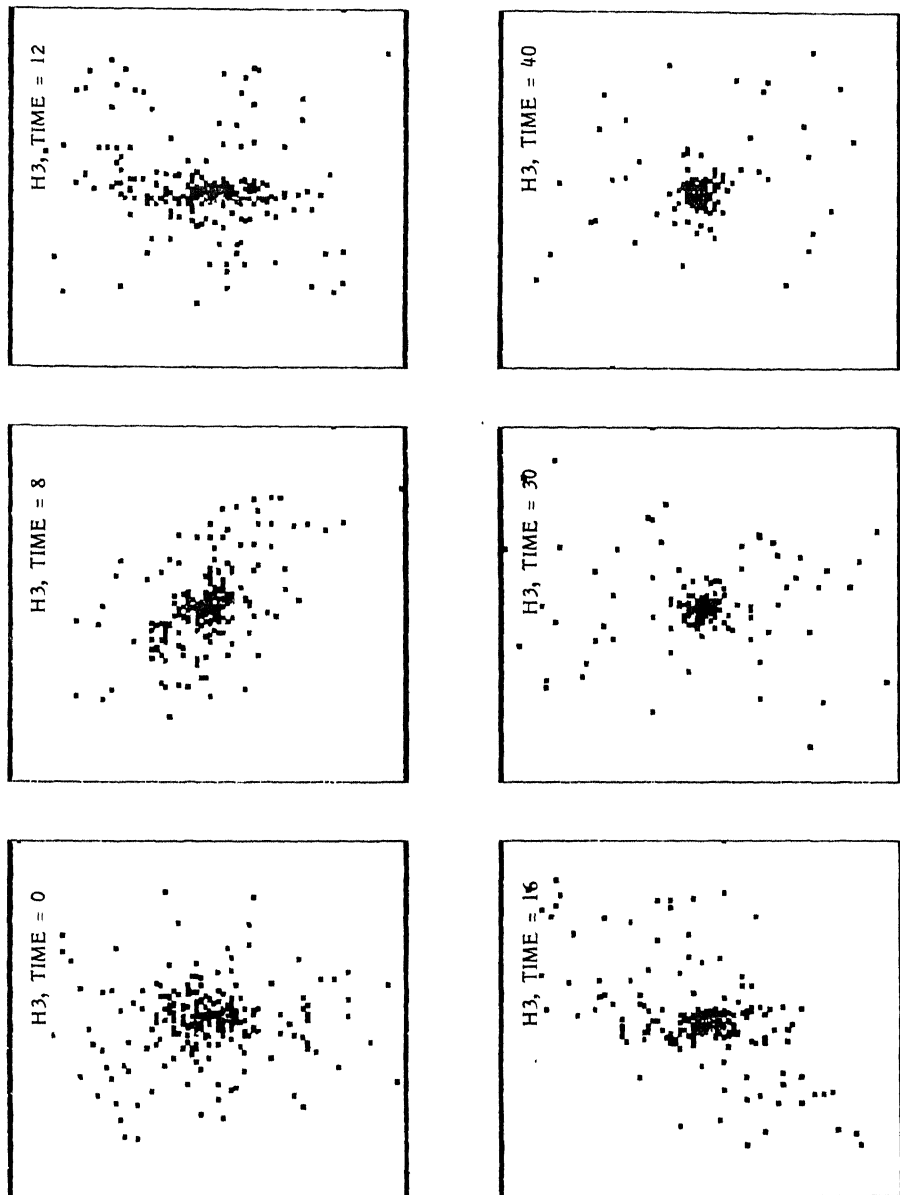 H3, TIME = 0
H3, TIME = 8
H3, TIME = 12
H3, TIME = 16
H3, TIME = 30
H3, TIME = 40